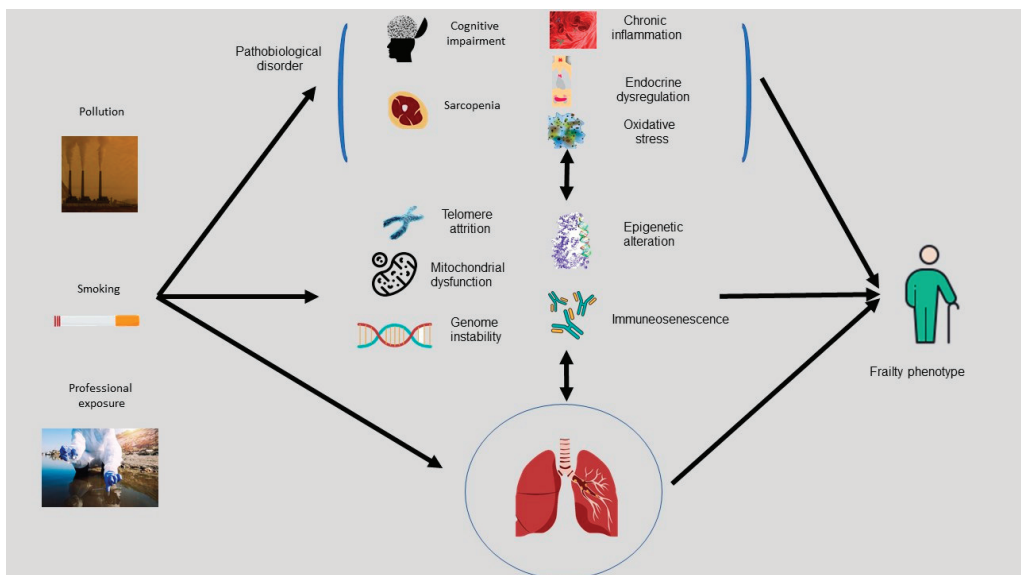 Pathobiological
disorder
Cognitive
impairment
Sarcopenia
Chronic
inflammation
Endocrine
dysregulation
Oxidative
stress
Pollution
Smoking
Professional
exposure
Telomere
attrition
Mitochondrial
dysfunction
Genome
instability
Epigenetic
alteration
Immuneosenescence
Frailty phenotype